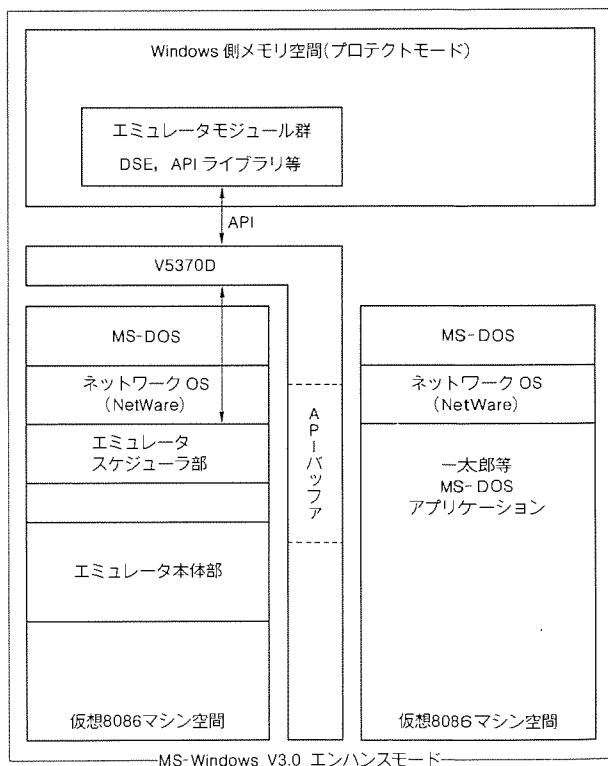 Windows 側メモリ空間(プロテクトモード)
エミュレータモジュール群
DSE, API ライブラリ等
API
V5370D
MS-DOS
ネットワーク OS
(NetWare)
エミュレータ
スケジューラ部
エミュレータ本体部
仮想8086マシン空間
APIバッファ
MS-DOS
ネットワーク OS
(NetWare)
一太郎等
MS-DOS
アプリケーション
仮想8086マシン空間
MS-Windows V3.0 エンハンスモード